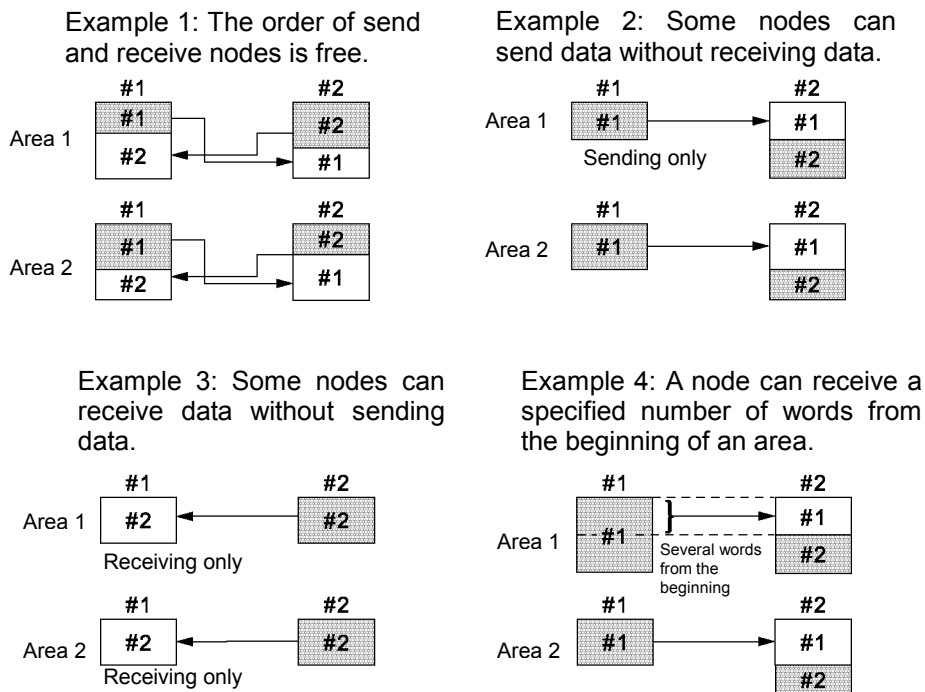 Example 1: The order of send
and receive nodes is free.
#1 #2
Area 1
#1 #2
#2 #1
#1 #2
Area 2
#1 #2
#2 #1
Example 2: Some nodes can
send data without receiving data.
#2
Area 1 #1 #1
Sending only #2
#1 #2
Area 2 #1 #1
#2
Example 3: Some nodes can
receive data without sending
data.
#1 #2
Area 1 #2 #2
Receiving only
#1 #2
Area 2 #2 #2
Receiving only
Example 4: A node can receive a
specified number of words from
the beginning of an area.
#1 #2
Area 1 #1 #1
Several words
from the
beginning
#2
#1 #2
Area 2 #1 #1
#2